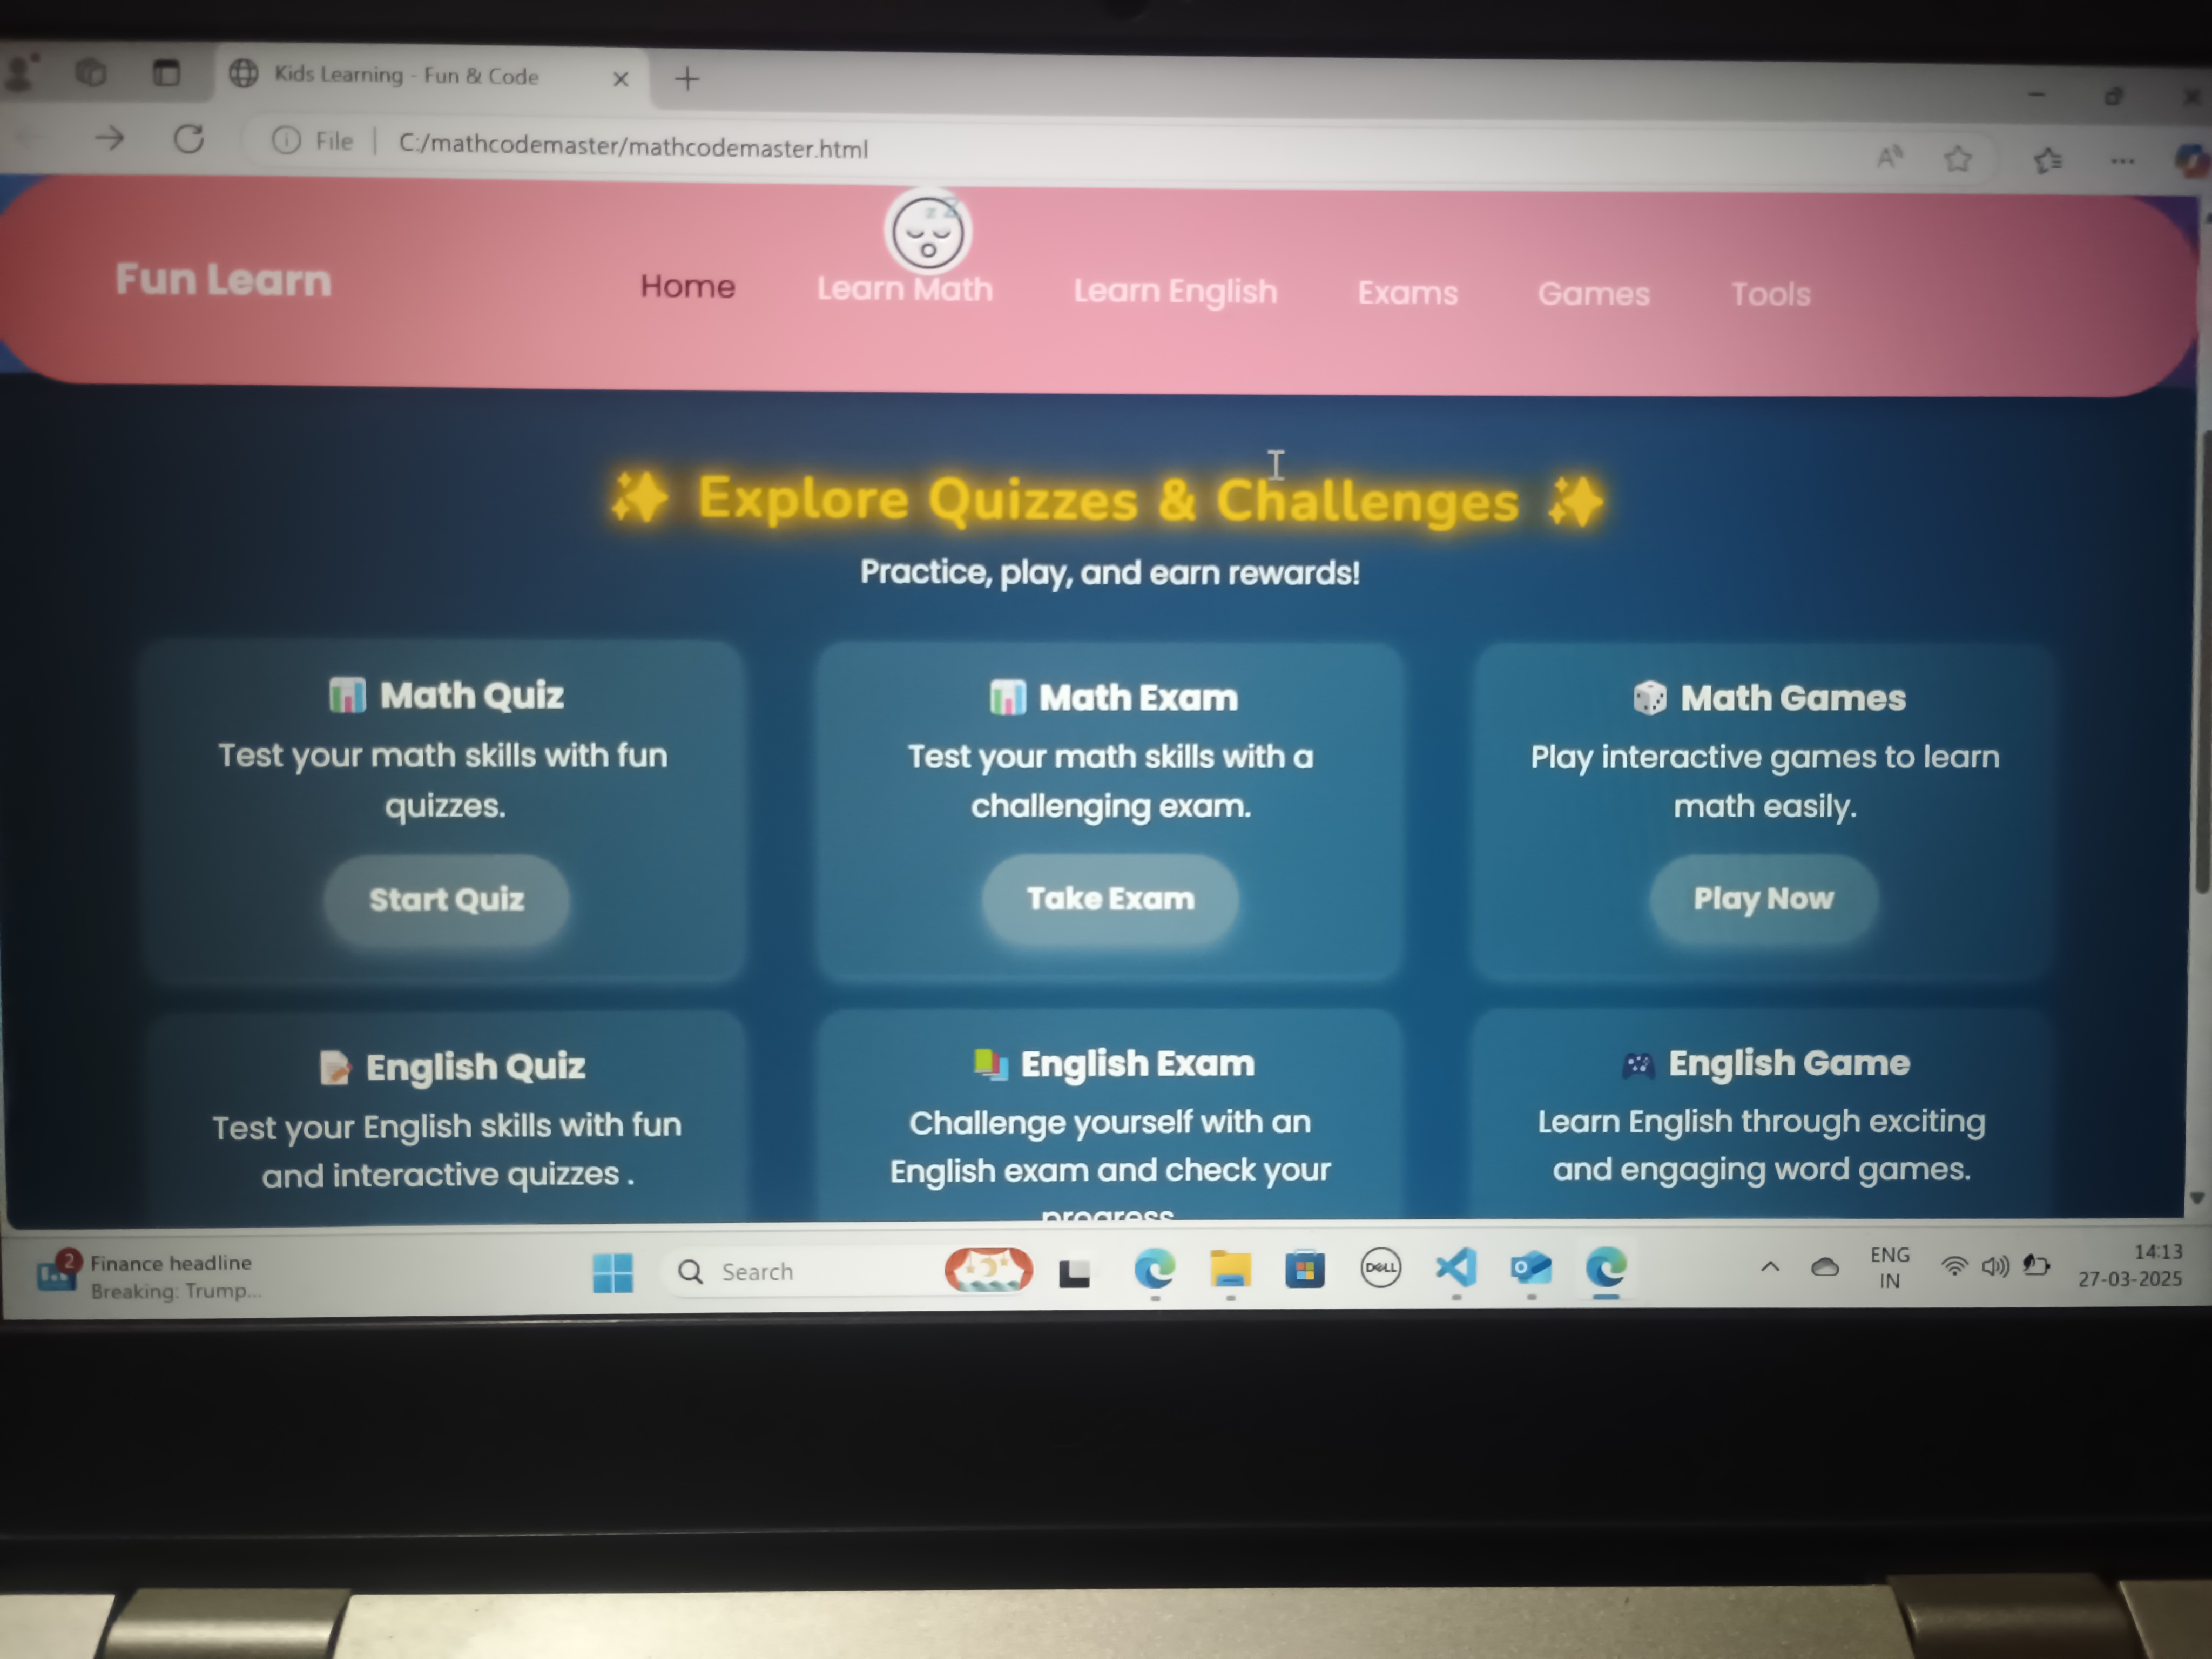 Kids Learning - Fun & Code
File
C:/mathcodemaster/mathcodemaster.html
Fun Learn
Home
Learn Math
Learn English
Exams
Games
Tools
✨ Explore Quizzes & Challenges ✨
Practice, play, and earn rewards!
Math Quiz
Test your math skills with fun
quizzes.
Start Quiz
Math Exam
Test your math skills with a
challenging exam.
Take Exam
Math Games
Play interactive games to learn
math easily.
Play Now
English Quiz
Test your English skills with fun
and interactive quizzes .
English Exam
Challenge yourself with an
English exam and check your
progress
English Game
Learn English through exciting
and engaging word games.
2
Finance headline
Breaking: Trump...
Search
DELL
ENG
IN
14:13
27-03-2025